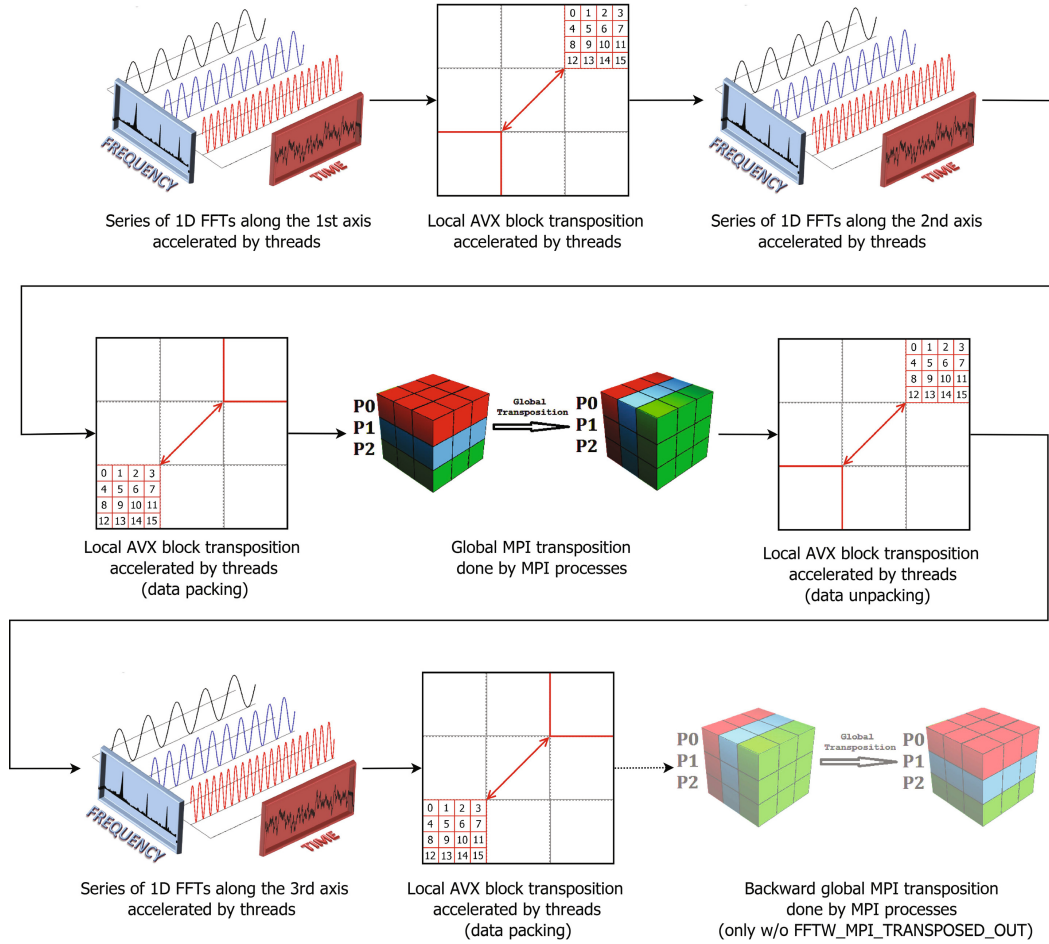 0 1 2 3
4 5 6 7
8 9 10 11
12 13 14 15
FREQUENCY
TIME
FREQUENCY
TIME
Series of 1D FFTs along the 1st axis
accelerated by threads
Local AVX block transposition
accelerated by threads
Series of 1D FFTs along the 2nd axis
accelerated by threads
0 1 2 3
4 5 6 7
8 9 10 11
12 13 14 15
P0
P1
P2
Global
Transposition
P0
P1
P2
0 1 2 3
4 5 6 7
8 9 10 11
12 13 14 15
Local AVX block transposition
accelerated by threads
(data packing)
Global MPI transposition
done by MPI processes
Local AVX block transposition
accelerated by threads
(data unpacking)
FREQUENCY
TIME
0 1 2 3
4 5 6 7
8 9 10 11
12 13 14 15
P0
P1
P2
Global
Transposition
P0
P1
P2
Series of 1D FFTs along the 3rd axis
accelerated by threads
Local AVX block transposition
accelerated by threads
(data packing)
Backward global MPI transposition
done by MPI processes
(only w/o FFTW_MPI_TRANSPOSED_OUT)